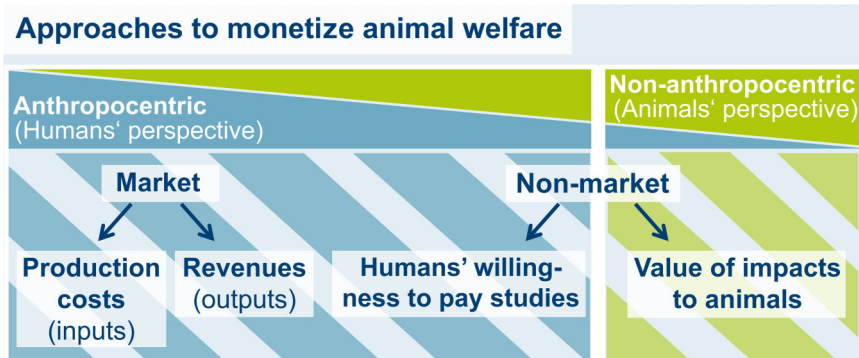 Approaches to monetize animal welfare
Anthropocentric
(Humans‘ perspective)
Non-anthropocentric
(Animals‘ perspective)
Market
Non-market
Production
costs
(inputs)
Revenues
(outputs)
Humans’ willing-
ness to pay studies
Value of impacts
to animals